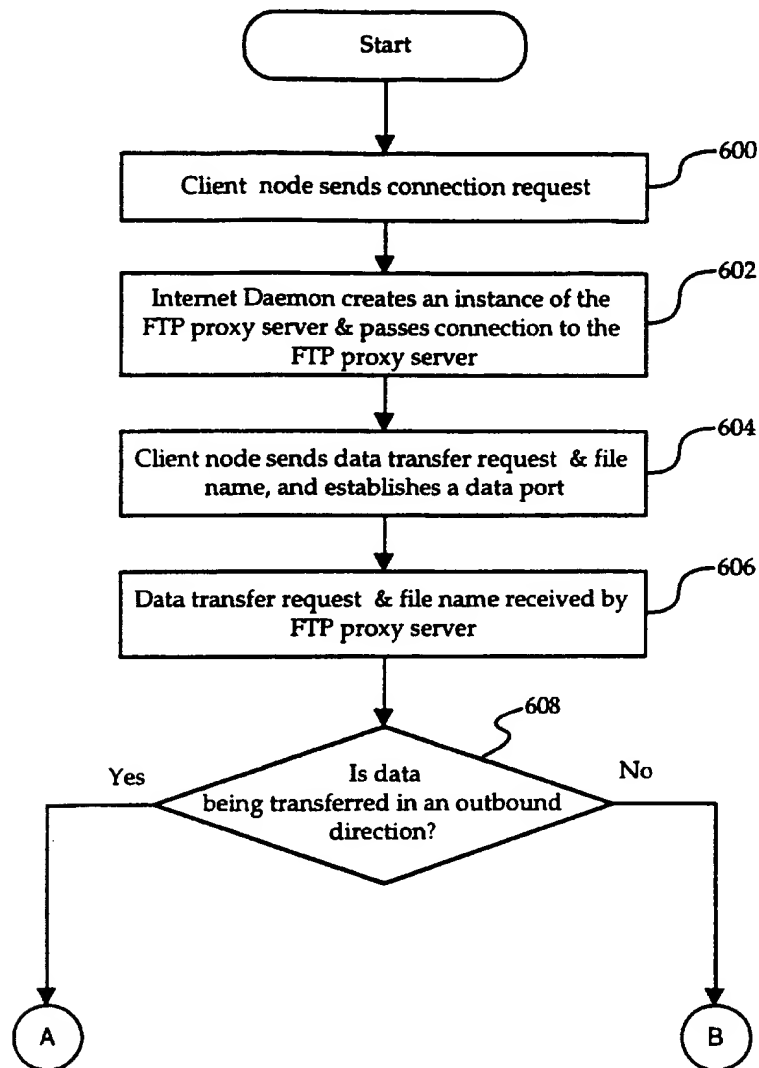 Start
600
Client node sends connection request
602
Internet Daemon creates an instance of the
FTP proxy server & passes connection to the
FTP proxy server
604
Client node sends data transfer request & file
name, and establishes a data port
606
Data transfer request & file name received by
FTP proxy server
608
Yes
No
Is data
being transferred in an outbound
direction?
A
B